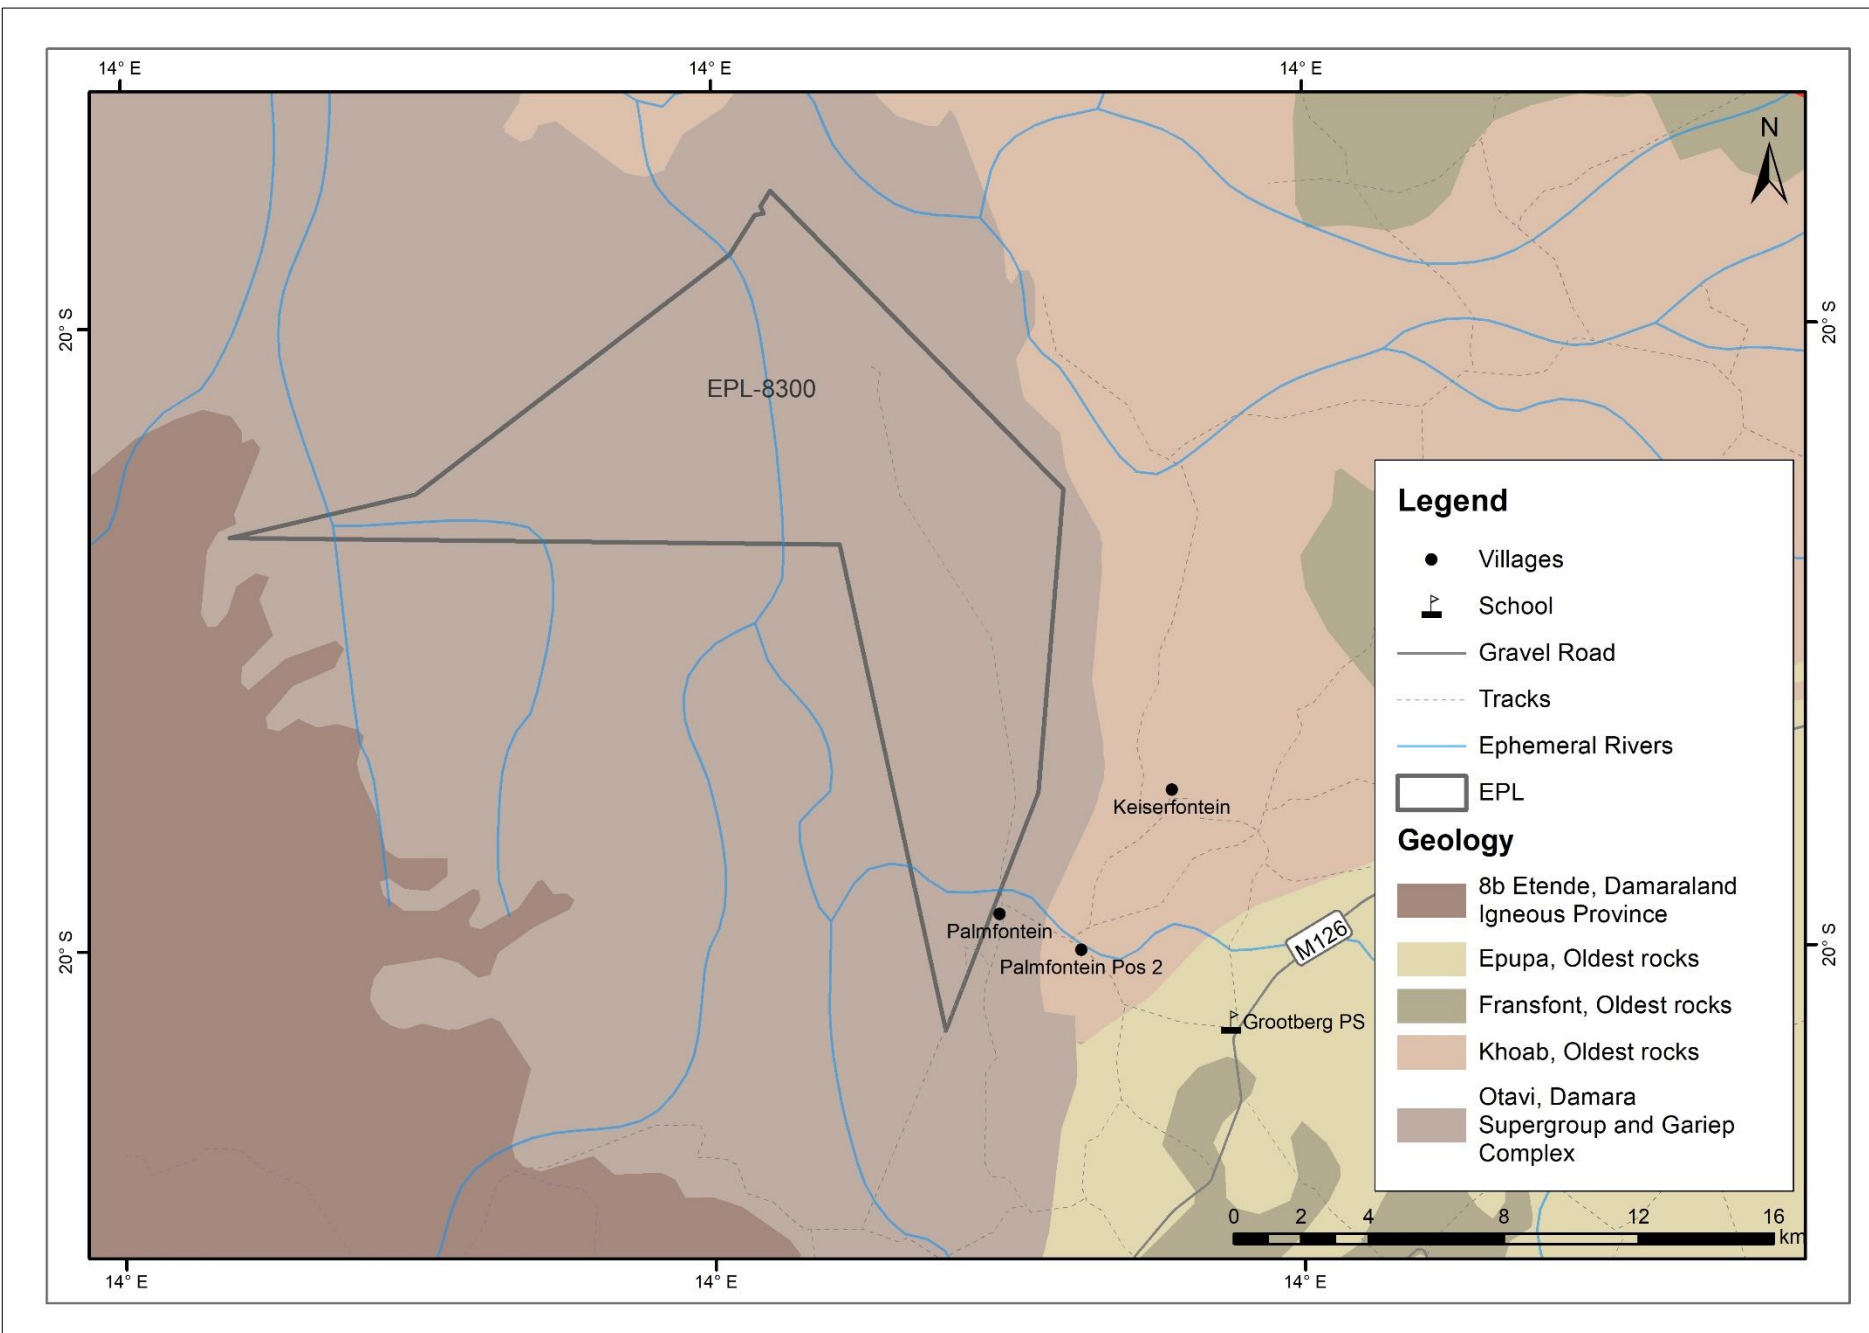 14° E
14° E
14° E
N
20° S
20° S
EPL-8300
Legend
Villages
School
Gravel Road
Tracks
Ephemeral Rivers
EPL
Keiserfontein
Geology
8b Etende, Damaraland
Igneous Province
Palmfontein
M126
20° S
20° S
Palmfontein Pos 2
Epupa, Oldest rocks
Fransfont, Oldest rocks
Grootberg PS
Khoab, Oldest rocks
Otavi, Damara
Supergroup and Gariep
Complex
0 2 4 8 12 16
km
14° E
14° E
14° E